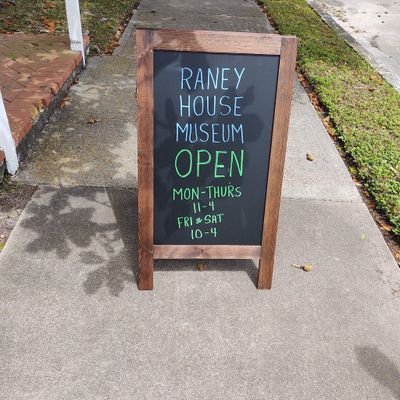 RANEY
HOUSE
MUSEUM
OPEN
MON-THURS
11-4
FRI & SAT
10-4